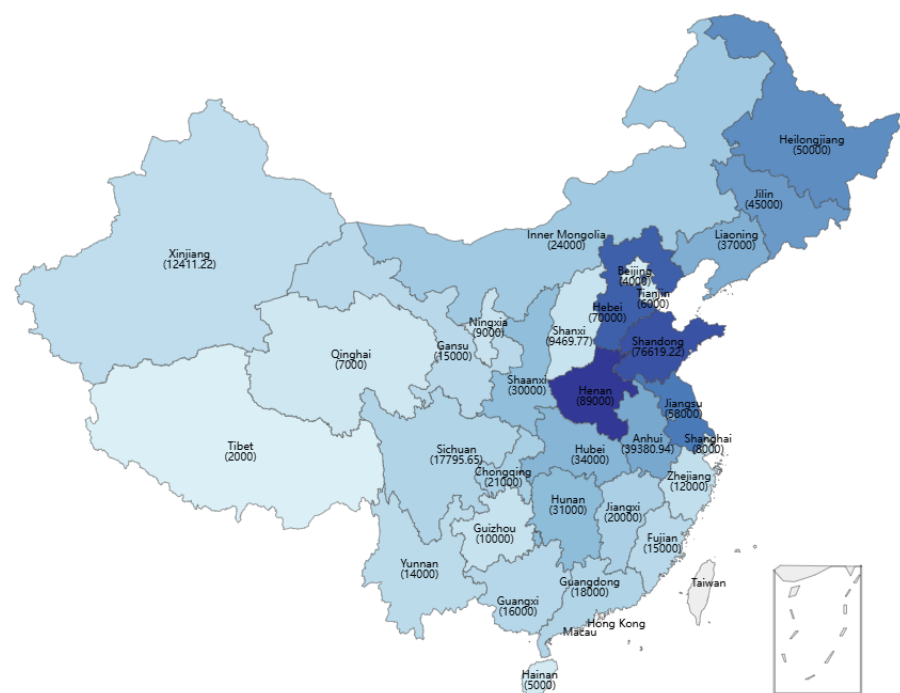 Heilongjiang
(50000)
Jilin
(45000)
Inner Mongolia
(24000)
Liaoning
(37000)
Xinjiang
(12411.22)
Beijing
(4000)
Tianjin
(6000)
Hebei
(70000)
Ningxia
(9000)
Shanxi
(9469.77)
Shandong
(76619.22)
Gansu
(15000)
Qinghai
(7000)
Shaanxi
(30000)
Henan
(89000)
Jiangsu
(58000)
Tibet
(2000)
Sichuan
(17795.65)
Hubei
(34000)
Anhui
(39380.94)
Shanghai
(8000)
Chongqing
(21000)
Zhejiang
(12000)
Hunan
(31000)
Jiangxi
(20000)
Guizhou
(10000)
Fujian
(15000)
Yunnan
(14000)
Guangdong
(18000)
Taiwan
Guangxi
(16000)
Hong Kong
Macau
Hainan
(5000)